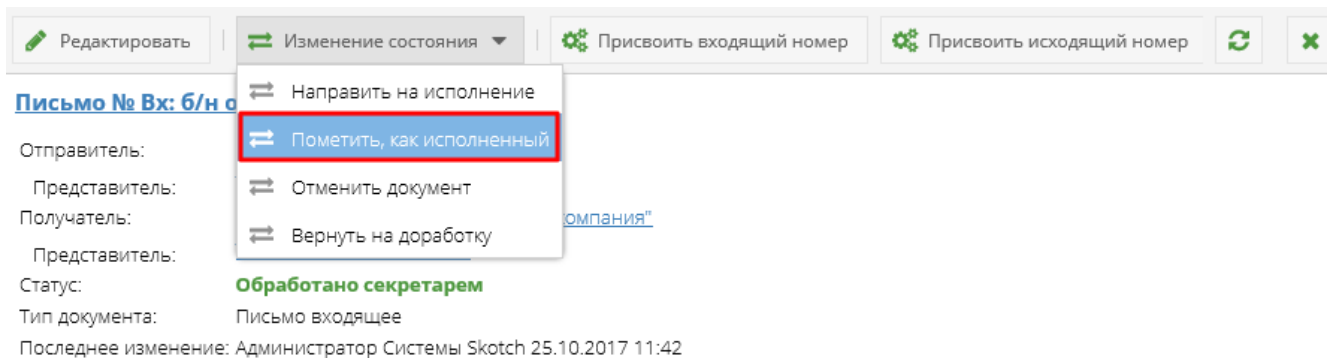 Редактировать Изменение состояния Присвоить входящий номер Присвоить исходящий номер
Письмо № Вх: б/н о
Направить на исполнение
Пометить, как исполненный
Отправитель:
Представитель:
Отменить документ
Получатель:
омпания"
Вернуть на доработку
Представитель:
Статус: Обработано секретарем
Тип документа: Письмо входящее
Последнее изменение: Администратор Системы Skotch 25.10.2017 11:42